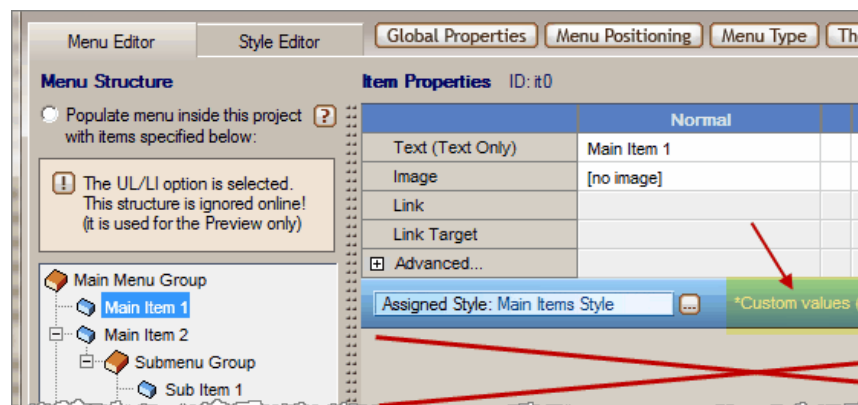 Menu Editor
Style Editor
Global Properties
Menu Positioning
Menu Type
Th
Menu Structure
Item Properties ID: it0
Populate menu inside this project
with items specified below:
?
Normal
Text (Text Only)
Main Item 1
Image
[no image]
Link
Link Target
Advanced...
! The UL/LI option is selected.
This structure is
ignored online!
(it is used for the Preview only)
Main Menu Group
Main Item 1
Main Item 2
Submenu Group
Sub Item 1
Assigned Style: Main Items Style
...
*Custom values